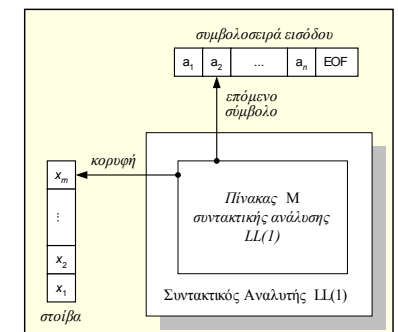 συμβολοσειρά εισόδου
a1 a2 ... an EOF
επόμενο
σύμβολο
κορυφή
xm
⋮
x2
x1
στοίβα
Πίνακας M
συντακτικής ανάλυσης
LL(1)
Συντακτικός Αναλυτής LL(1)